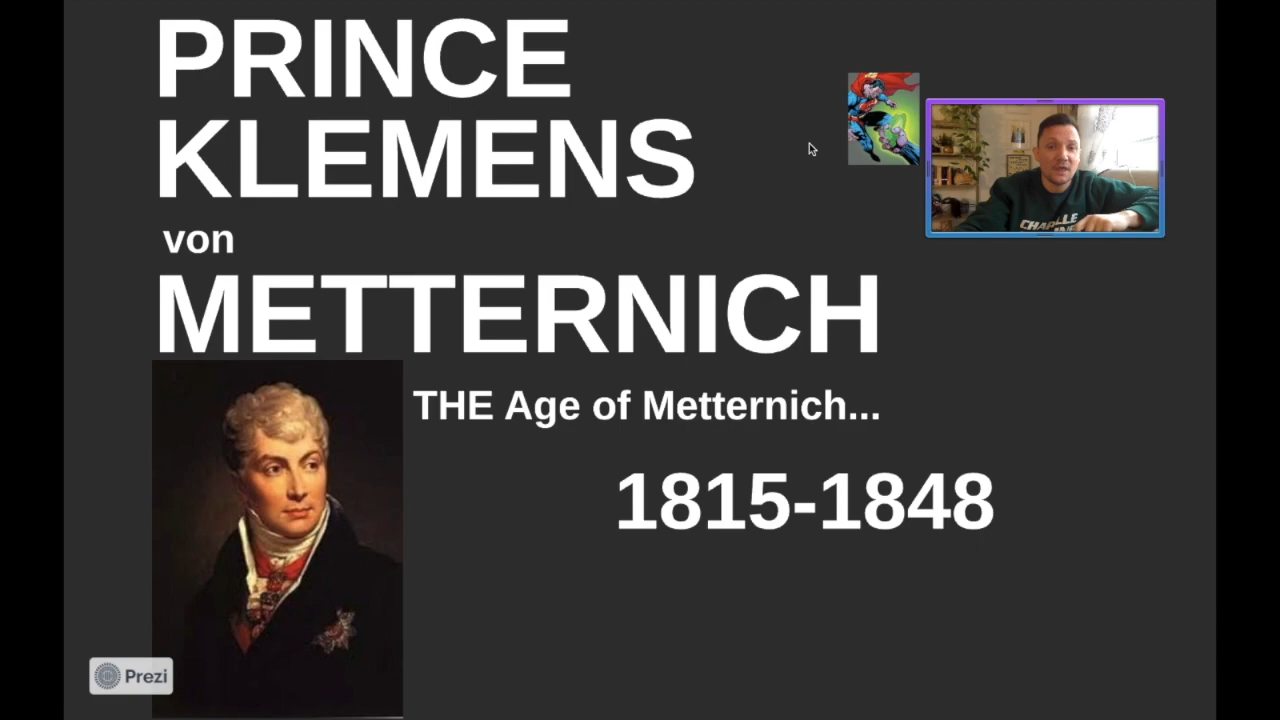 PRINCE
KLEMENS
von
METTERNICH
THE Age of Metternich...
1815-1848
Prezi